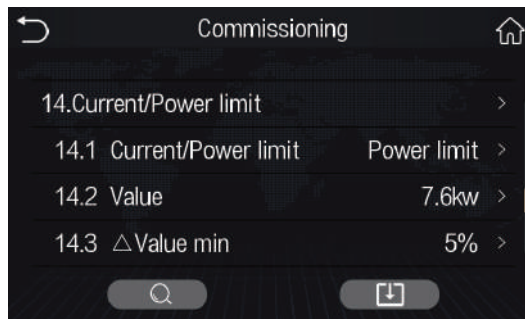 Commissioning
14.Current/Power limit >
14.1 Current/Power limit Power limit >
14.2 Value 7.6kw >
14.3 △Value min 5% >